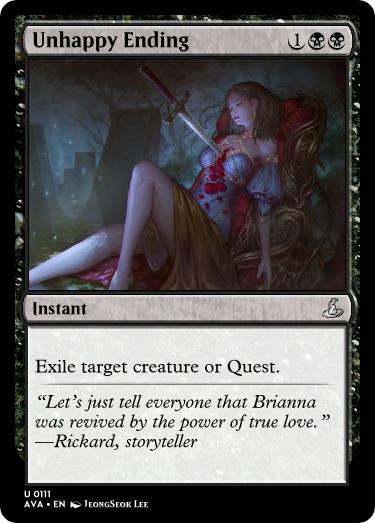 Unhappy Ending 1
Instant
Exile target creature or Quest.
“Let’s just tell everyone that Brianna
was revived by the power of true love.”
—Rickard, storyteller
U 0111
AVA • EN JeongSeok Lee